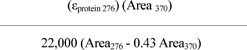 (εprotein 276) (Area 370)
22,000 (Area276 - 0.43 Area370)